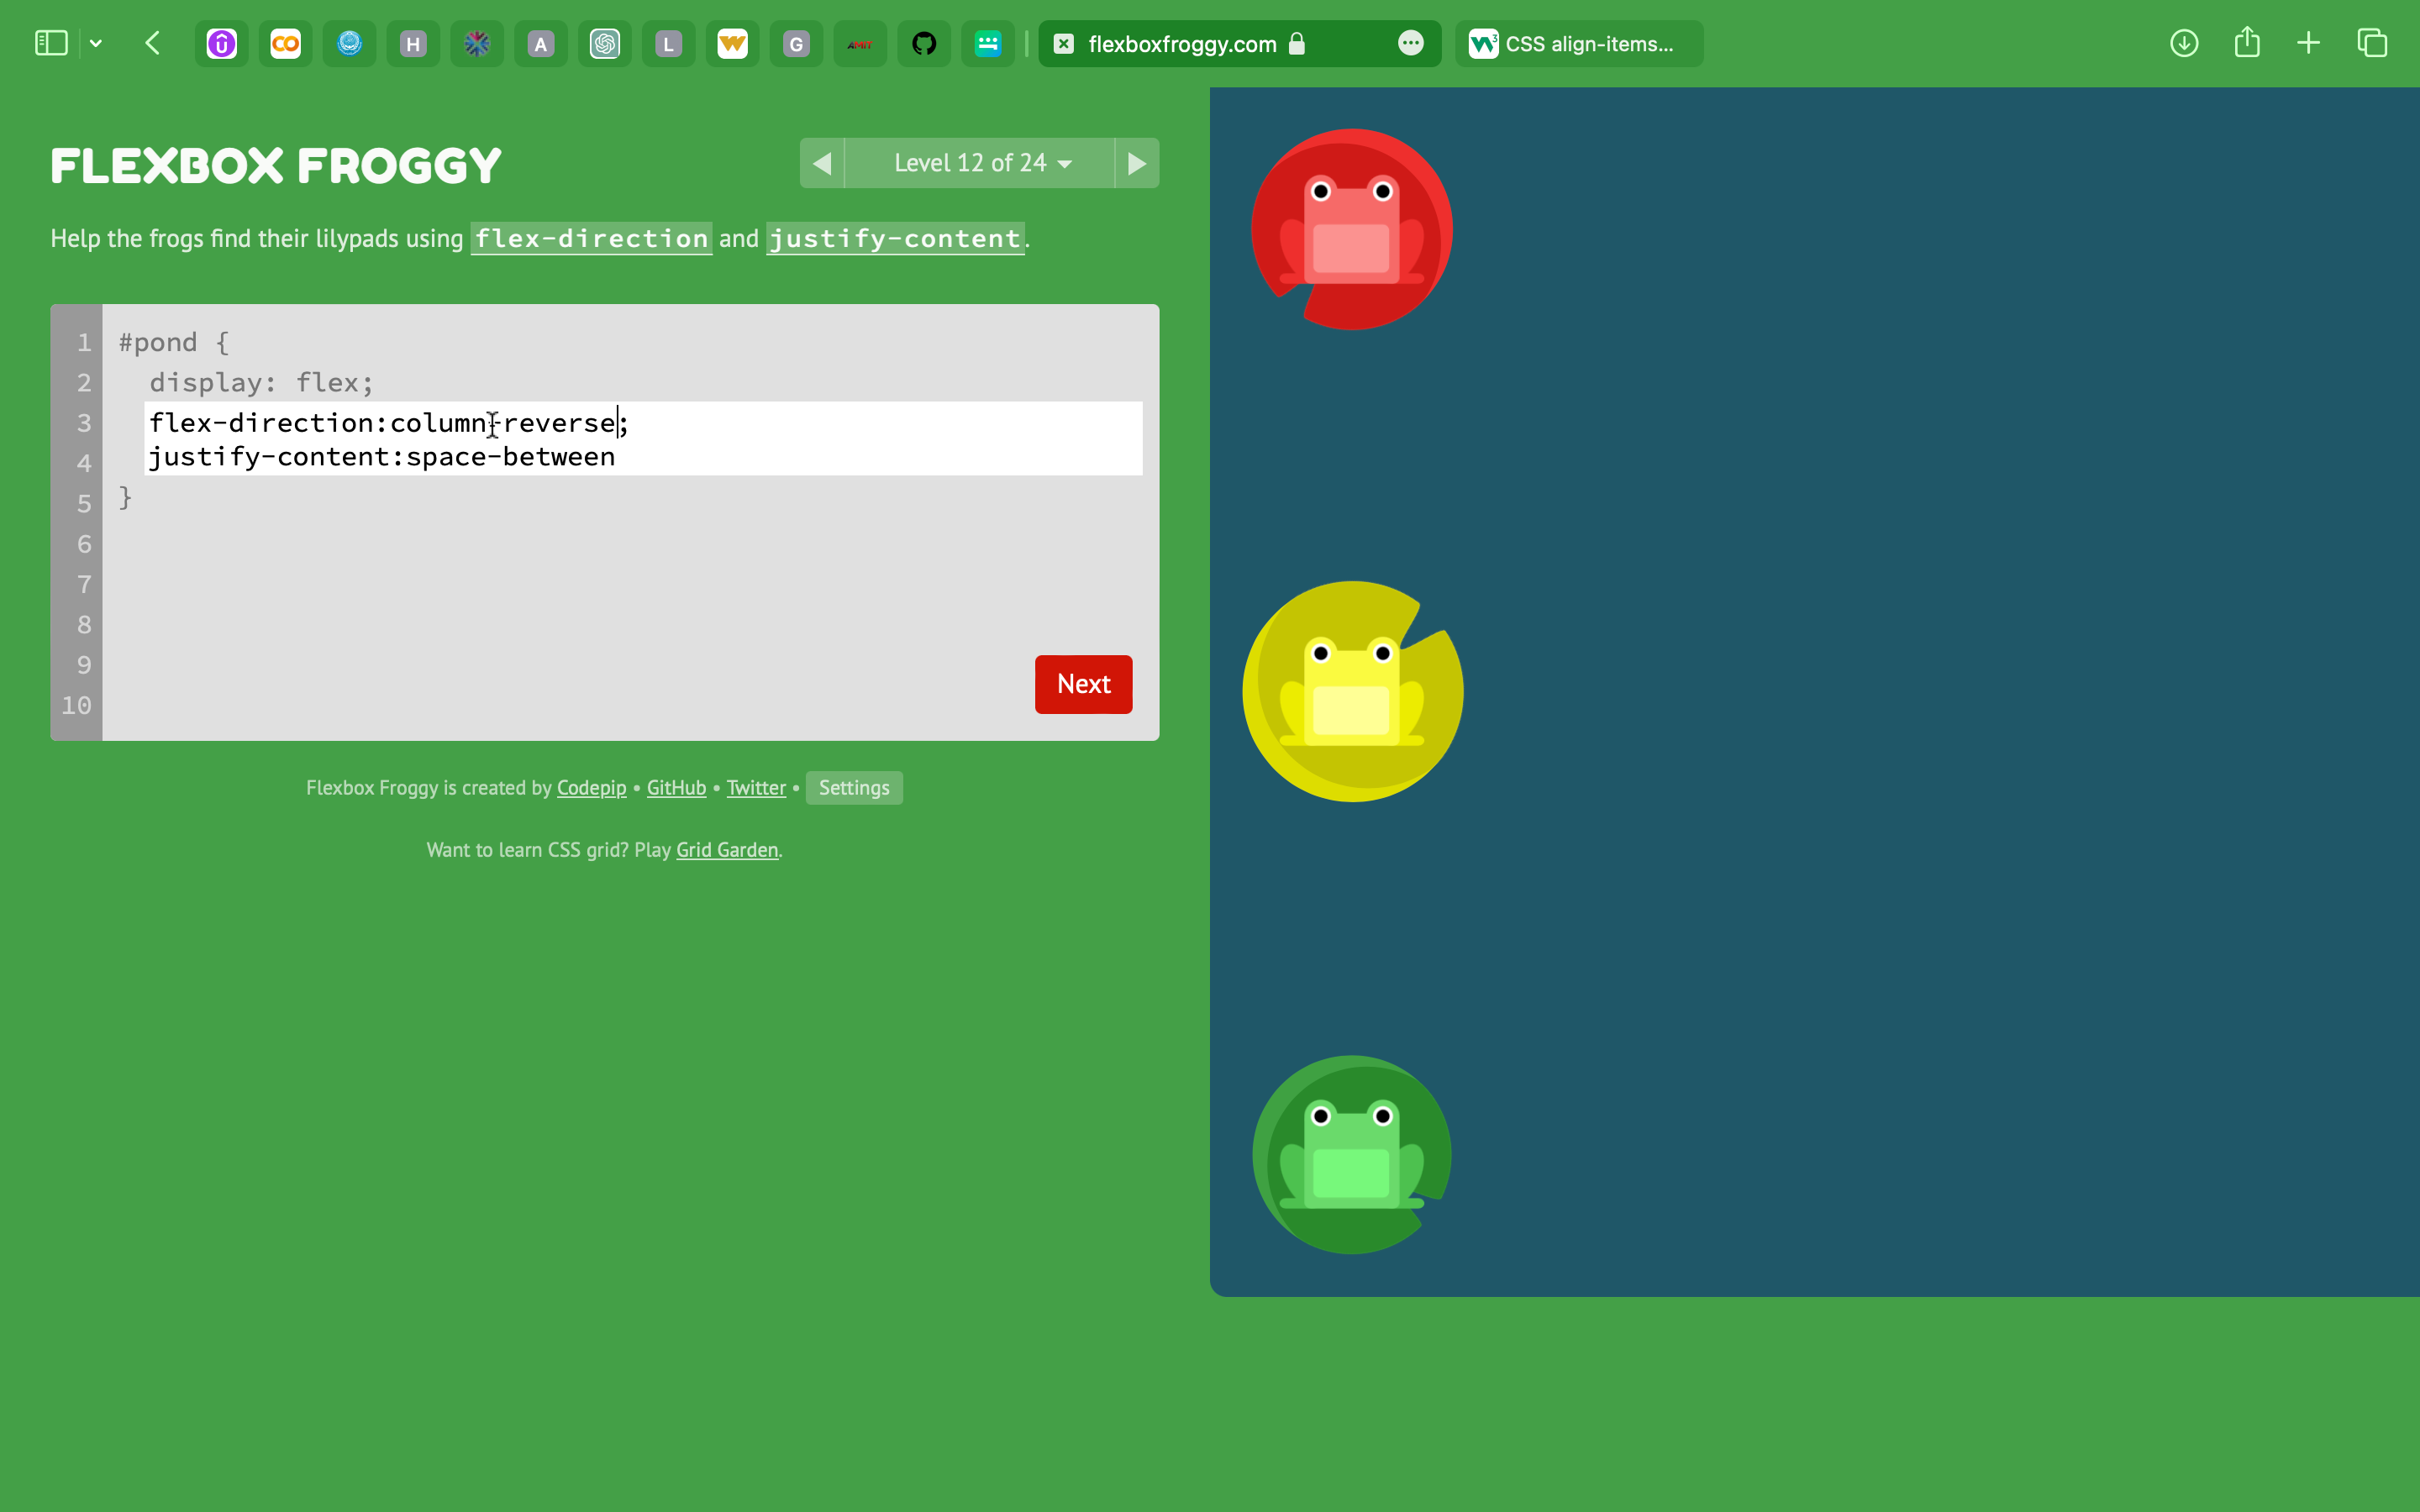 H A L G AMIT flexboxfroggy.com CSS align-items...
FLEXBOX FROGGY
Level 12 of 24
Help the frogs find their lilypads using flex-direction and justify-content.
1 #pond {
2 display: flex;
3 flex-direction:column-reverse;
4 justify-content:space-between
5 }
6
7
8
9
10
Next
Flexbox Froggy is created by Codepip • GitHub • Twitter • Settings
Want to learn CSS grid? Play Grid Garden.